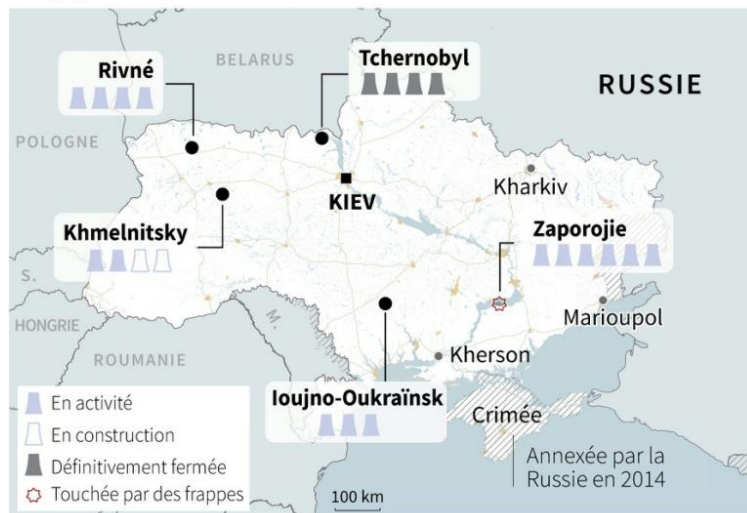 BELARUS
Rivné
Tchernobyl
RUSSIE
POLOGNE
KIEV
Kharkiv
Khmelnitsky
Zaporojie
S.
HONGRIE
M.
Marioupol
ROUMANIE
Kherson
Ioujno-Oukraïnsk
Crimée
En activité
En construction
Définitivement fermée
Touchée par des frappes
Annexée par la
Russie en 2014
100 km